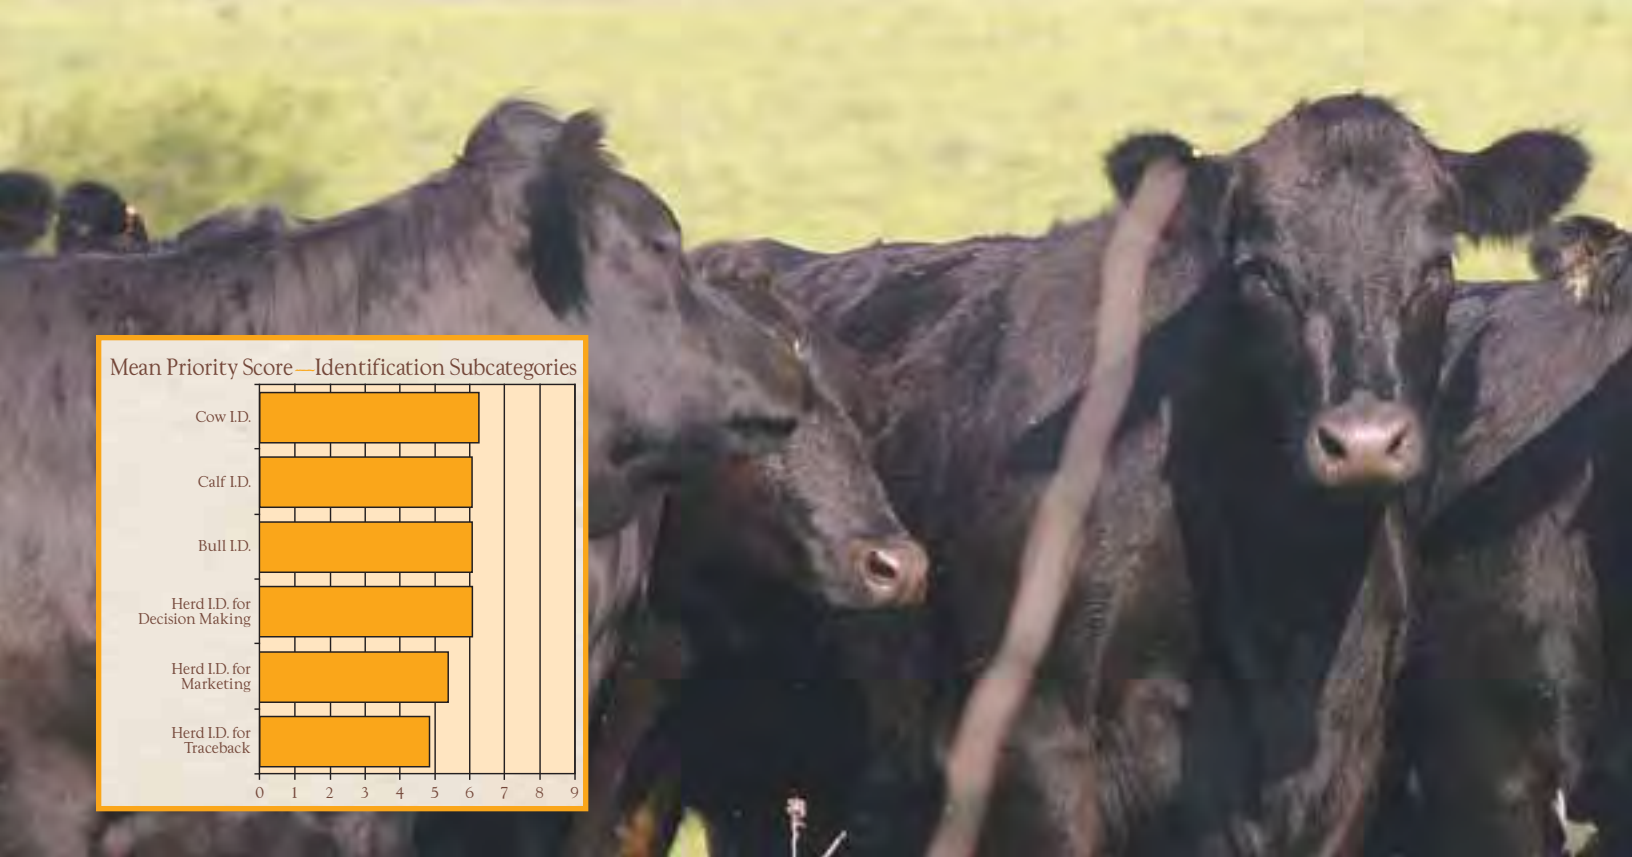 Mean Priority Score—Identification Subcategories
Cow I.D.
Calf I.D.
Bull I.D.
Herd I.D. for
Decision Making
Herd I.D. for
Marketing
Herd I.D. for
Traceback
0 1 2 3 4 5 6 7 8 9